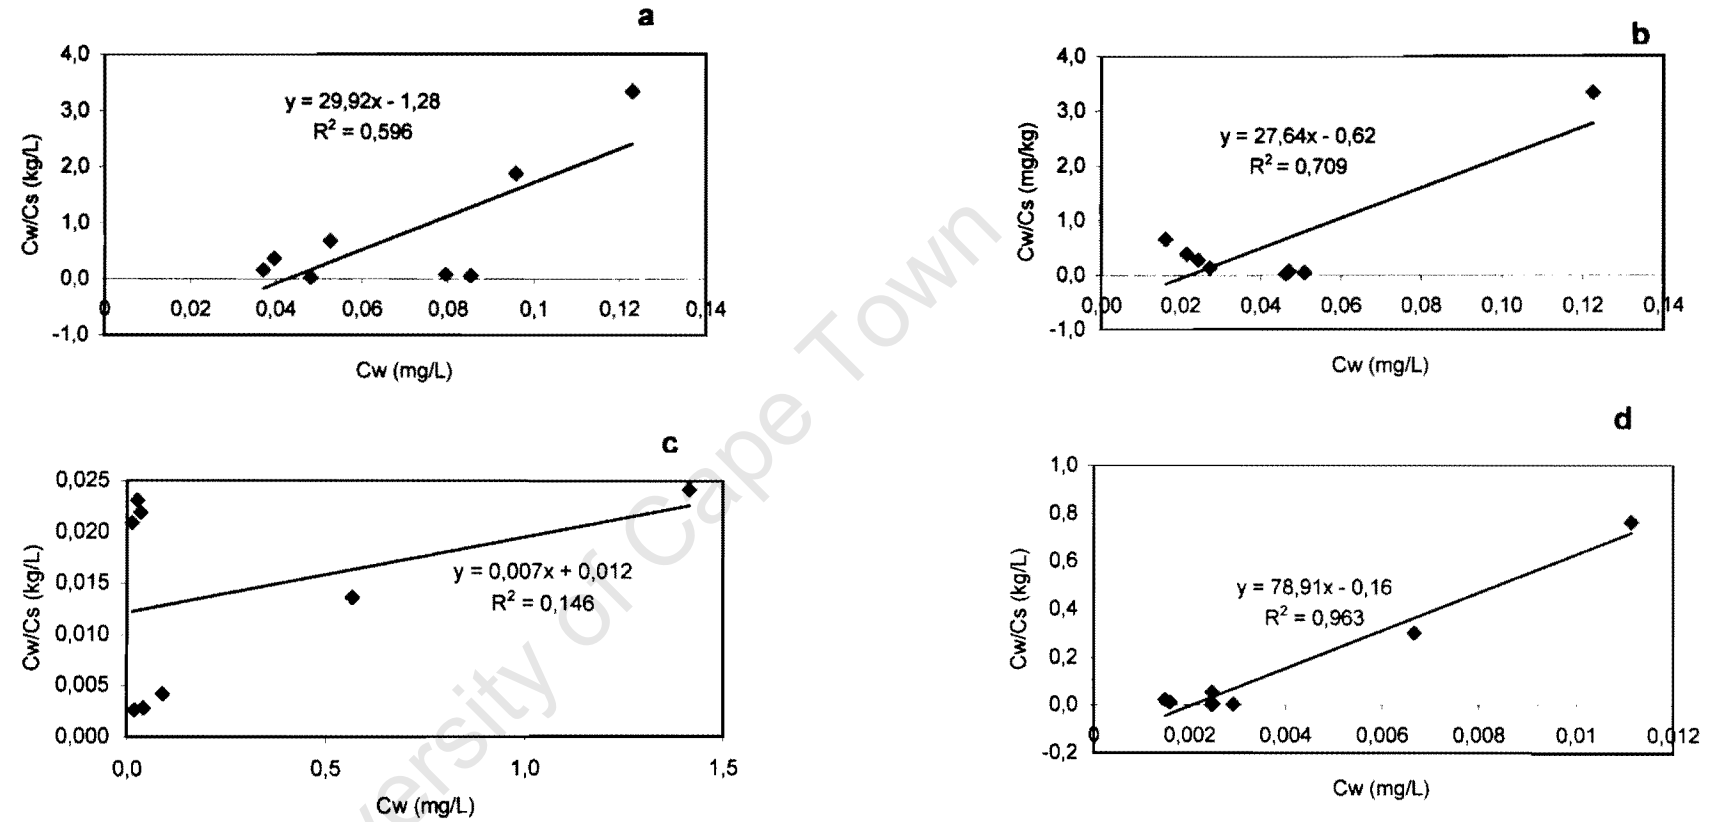 a
4,0
3,0
2,0
1,0
0,0
-1,0
Cw/Cs (kg/L)
y = 29,92x - 1,28
R² = 0,596
0 0,02 0,04 0,06 0,08 0,1 0,12 0,14
Cw (mg/L)
b
4,0
3,0
2,0
1,0
0,0
-1,0
Cw/Cs (mg/kg)
y = 27,64x - 0,62
R² = 0,709
0,00 0,02 0,04 0,06 0,08 0,10 0,12 0,14
Cw (mg/L)
c
0,025
0,020
0,015
0,010
0,005
0,000
Cw/Cs (kg/L)
y = 0,007x + 0,012
R² = 0,146
0,0 0,5 1,0 1,5
Cw (mg/L)
d
1,0
0,8
0,6
0,4
0,2
0,0
-0,2
Cw/Cs (kg/L)
y = 78,91x - 0,16
R² = 0,963
0 0,002 0,004 0,006 0,008 0,01 0,012
Cw (mg/L)
versity of Cape Town